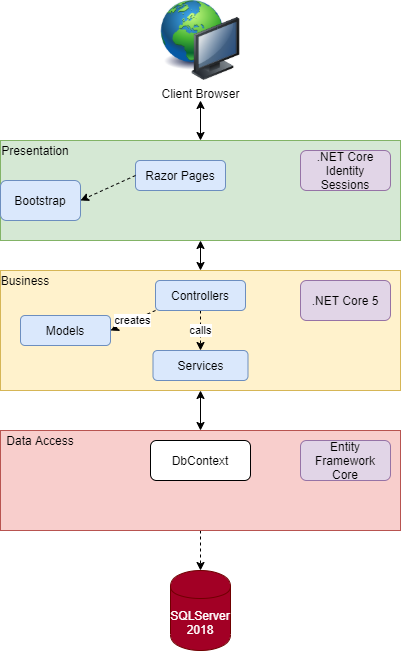 Client Browser
Presentation
Razor Pages
.NET Core
Identity
Sessions
Bootstrap
Business
Controllers
.NET Core 5
creates
Models
calls
Services
Data Access
DbContext
Entity
Framework
Core
SQLServer
2018